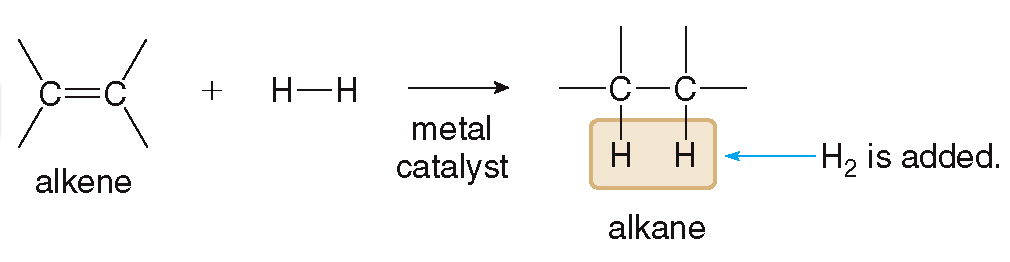 C=C + H—H
metal
catalyst
alkene
—C—C—
H H
H₂ is added.
alkane